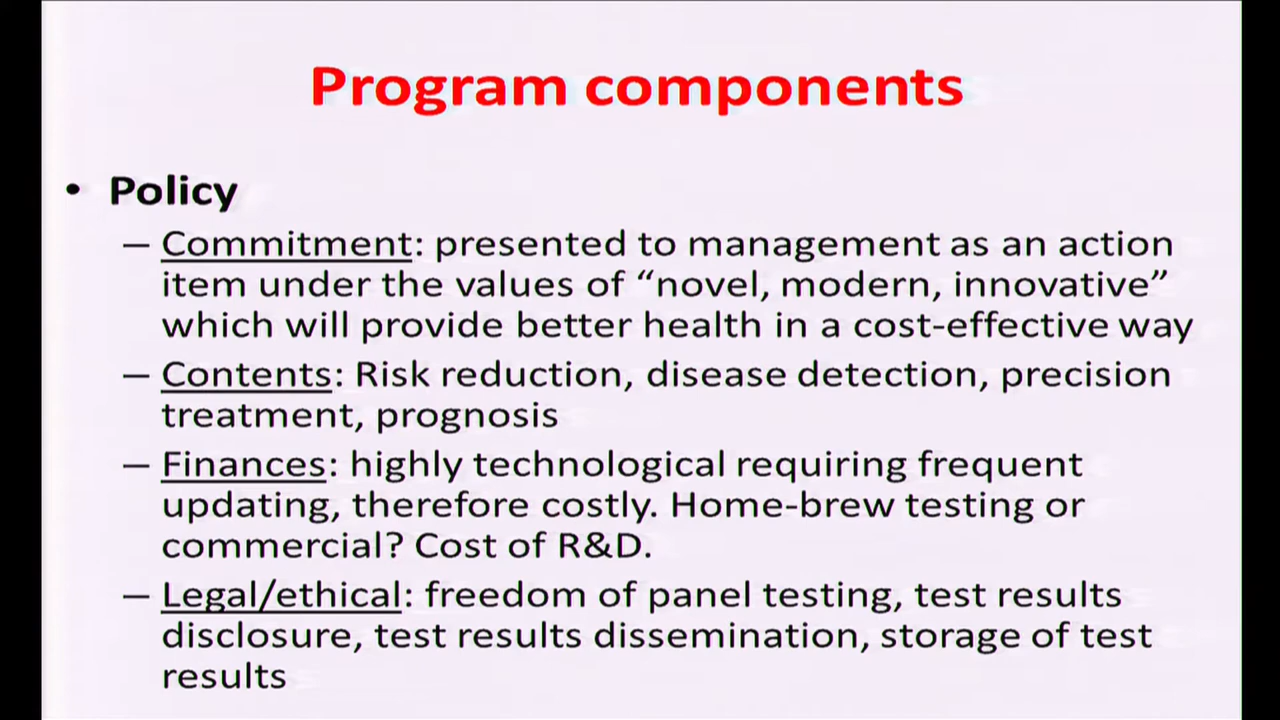 Program components
• Policy
– Commitment: presented to management as an action
item under the values of “novel, modern, innovative”
which will provide better health in a cost-effective way
– Contents: Risk reduction, disease detection, precision
treatment, prognosis
– Finances: highly technological requiring frequent
updating, therefore costly. Home-brew testing or
commercial? Cost of R&D.
– Legal/ethical: freedom of panel testing, test results
disclosure, test results dissemination, storage of test
results